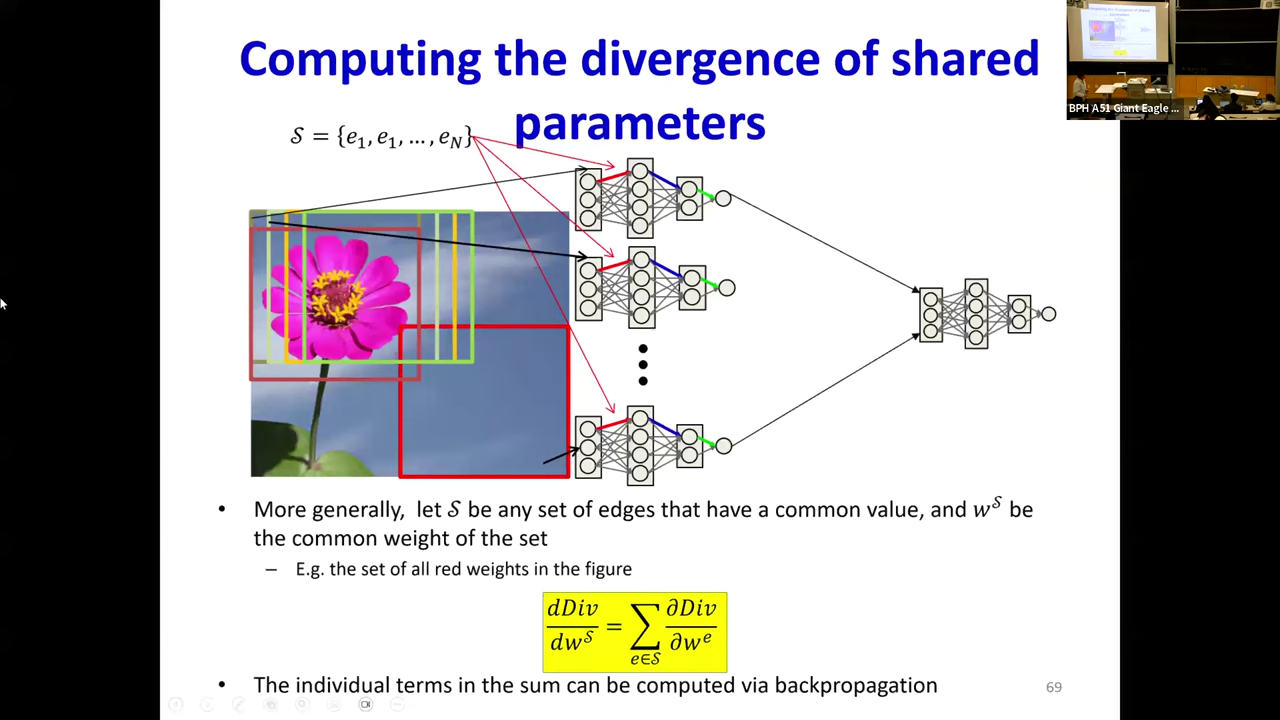 Computing the divergence of shared
parameters
𝒮 = {e₁, e₁, … , e_N}
BPH A51 Giant Eagle ...
• More generally, let 𝒮 be any set of edges that have a common value, and w^𝒮 be
the common weight of the set
– E.g. the set of all red weights in the figure
dDiv/dw^𝒮 = ∑_{e∈𝒮} ∂Div/∂w^e
• The individual terms in the sum can be computed via backpropagation
69